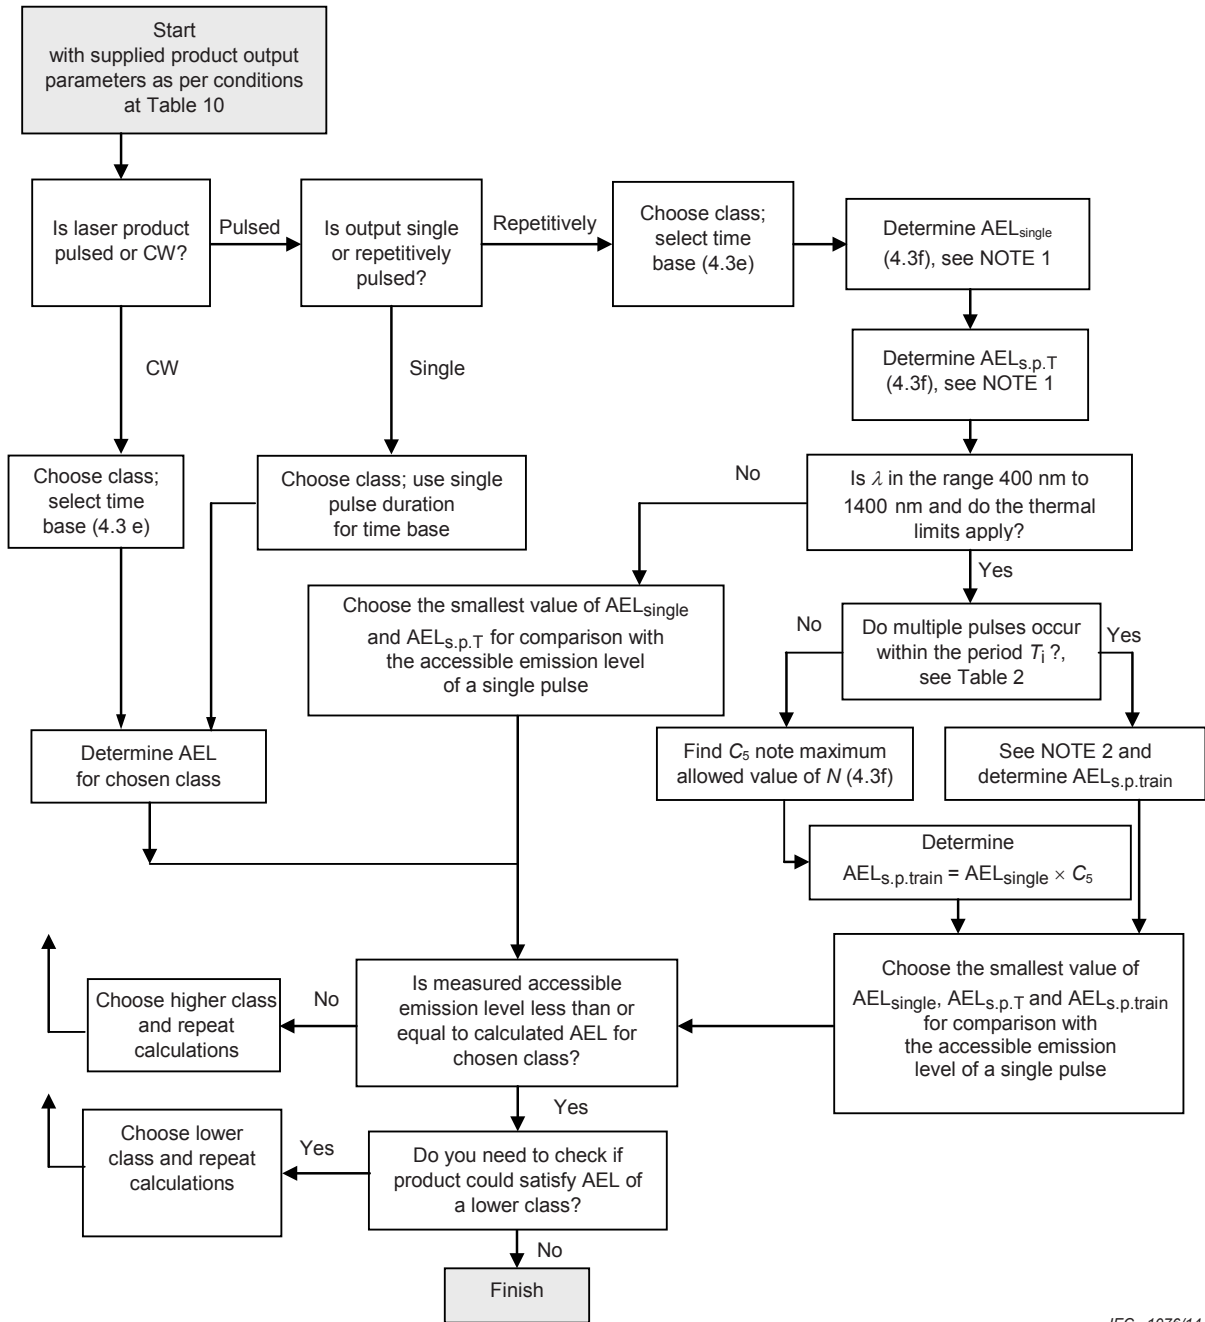 Start
with supplied product output
parameters as per conditions
at Table 10
Is laser product
pulsed or CW?
Pulsed
Is output single
or repetitively
pulsed?
Repetitively
Choose class;
select time
base (4.3e)
Determine AELsingle
(4.3f), see NOTE 1
CW
Single
Determine AELs.p.T
(4.3f), see NOTE 1
Choose class;
select time
base (4.3 e)
Choose class; use single
pulse duration
for time base
No
Is λ in the range 400 nm to
1400 nm and do the thermal
limits apply?
Yes
Choose the smallest value of AELsingle
and AELs.p.T for comparison with
the accessible emission level
of a single pulse
No
Do multiple pulses occur
within the period Ti ?,
see Table 2
Yes
Determine AEL
for chosen class
Find C5 note maximum
allowed value of N (4.3f)
See NOTE 2 and
determine AELs.p.train
Determine
AELs.p.train = AELsingle × C5
Choose higher class
and repeat
calculations
No
Is measured accessible
emission level less than or
equal to calculated AEL for
chosen class?
Choose the smallest value of
AELsingle, AELs.p.T and AELs.p.train
for comparison with
the accessible emission
level of a single pulse
Yes
Choose lower
class and repeat
calculations
Yes
Do you need to check if
product could satisfy AEL of
a lower class?
No
Finish